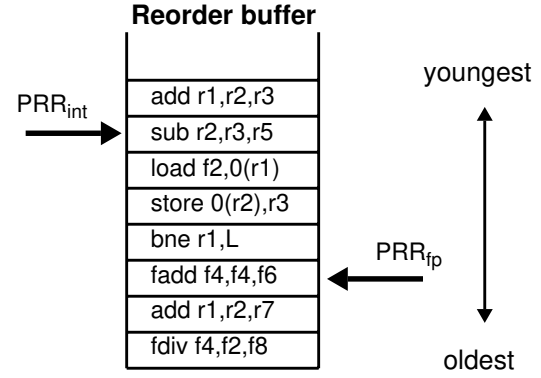 Reorder buffer
youngest
PRRint
add r1,r2,r3
sub r2,r3,r5
load f2,0(r1)
store 0(r2),r3
bne r1,L
PRRfp
fadd f4,f4,f6
add r1,r2,r7
fdiv f4,f2,f8
oldest